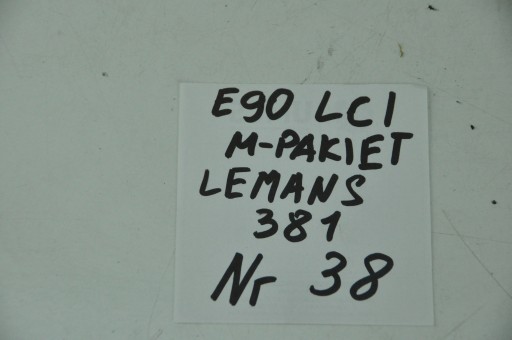 E90 LCI
M-PAKIET
LEMANS
381
Nr 38